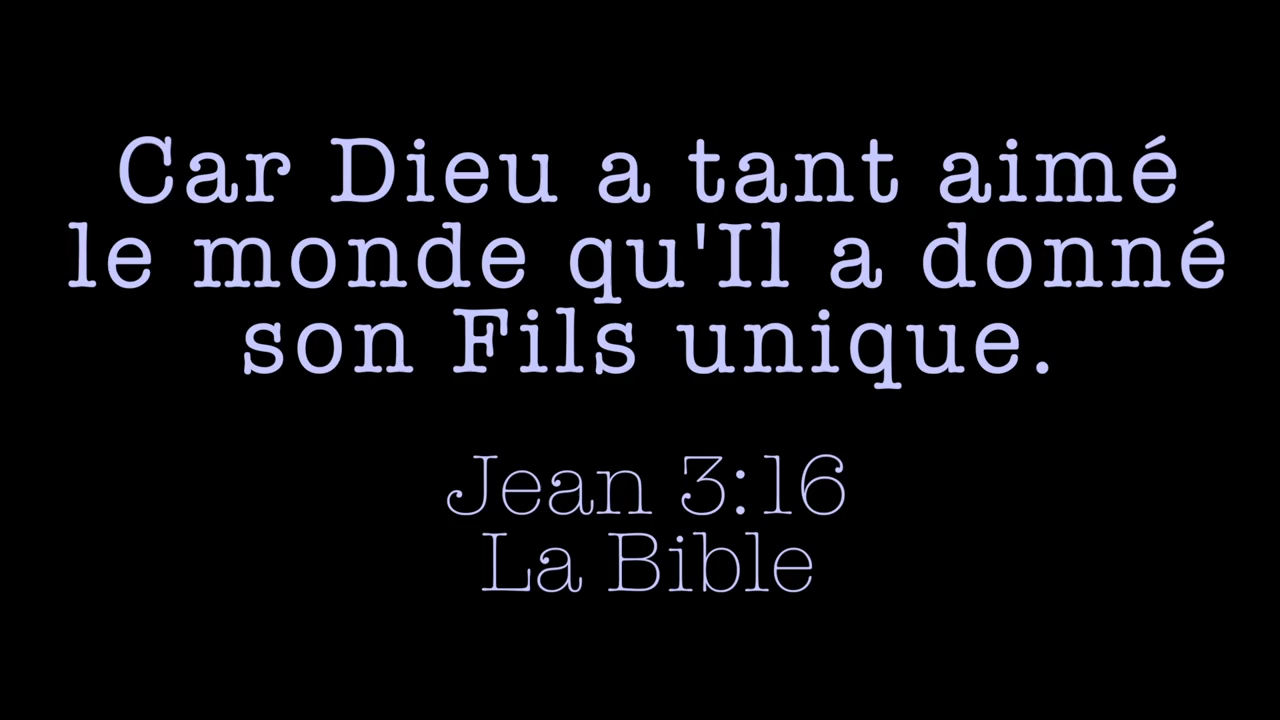 Car Dieu a tant aimé
le monde qu'Il a donné
son Fils unique.
Jean 3:16
La Bible